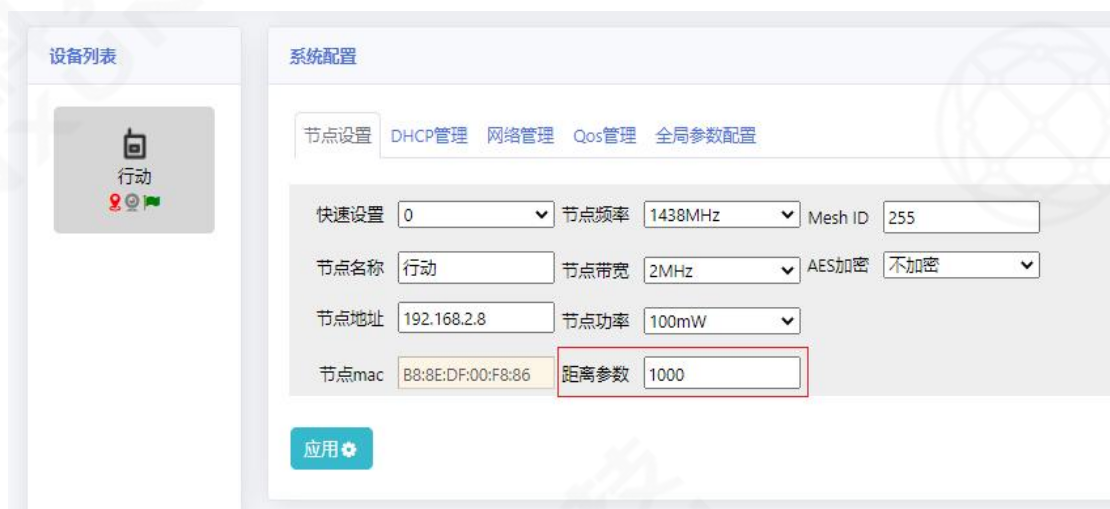 设备列表
行动
系统配置
节点设置 DHCP管理 网络管理 Qos管理 全局参数配置
快速设置 0 节点频率 1438MHz Mesh ID 255
节点名称 行动 节点带宽 2MHz AES加密 不加密
节点地址 192.168.2.8 节点功率 100mW
节点mac B8:8E:DF:00:F8:86 距离参数 1000
应用